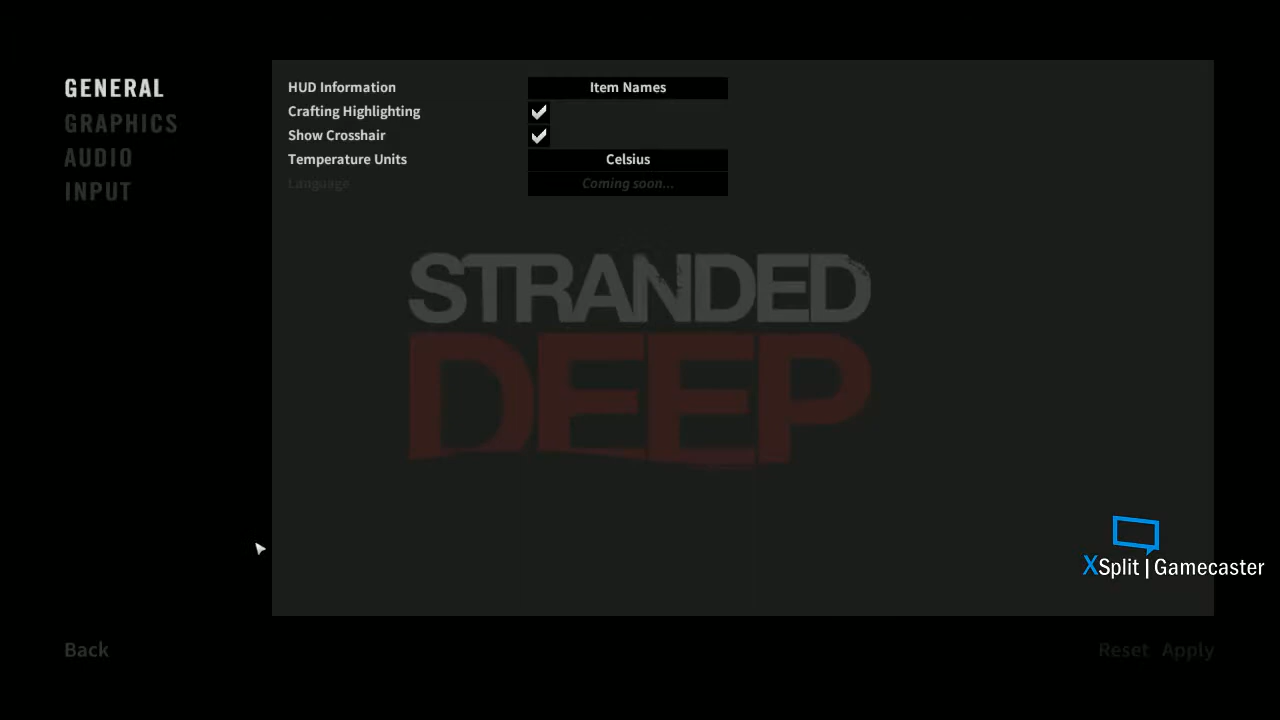 GENERAL
GRAPHICS
AUDIO
INPUT
HUD Information Item Names
Crafting Highlighting
Show Crosshair
Temperature Units Celsius
Language Coming soon...
STRANDED
DEEP
XSplit | Gamecaster
Back Reset Apply